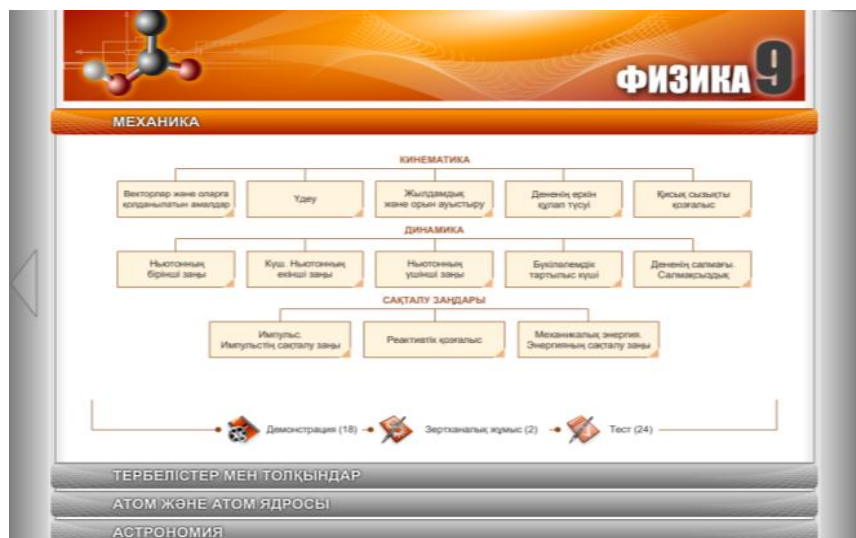 ФИЗИКА 9
МЕХАНИКА
КИНЕМАТИКА
Векторлар және оларға
қолданылатын амалдар
Үдеу
Жылдамдық
және орын ауыстыру
Дененің еркін
құлап түсуі
Қисық сызықты
қозғалыс
ДИНАМИКА
Ньютонның
бірінші заңы
Күш. Ньютонның
екінші заңы
Ньютонның
үшінші заңы
Бүкіләлемдік
тартылыс күші
Дененің салмағы.
Салмақсыздық
САҚТАЛУ ЗАҢДАРЫ
Импульс.
Импульстің сақталу заңы
Реактивтік қозғалыс
Механикалық энергия.
Энергияның сақталу заңы
Демонстрация (18)
Зертханалық жұмыс (2)
Тест (24)
ТЕРБЕЛІСТЕР МЕН ТОЛҚЫНДАР
АТОМ ЖӘНЕ АТОМ ЯДРОСЫ
АСТРОНОМИЯ